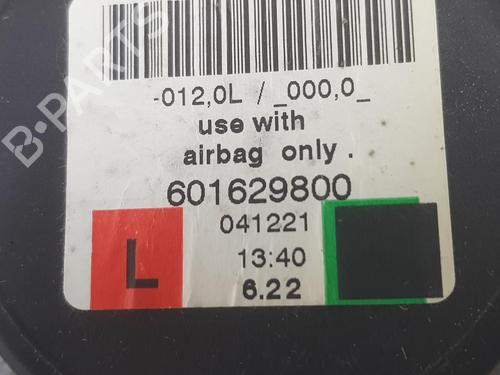 -012,0L / _000,0_
use with
airbag only .
601629800
041221
13:40
6.22
L
B-PARTS